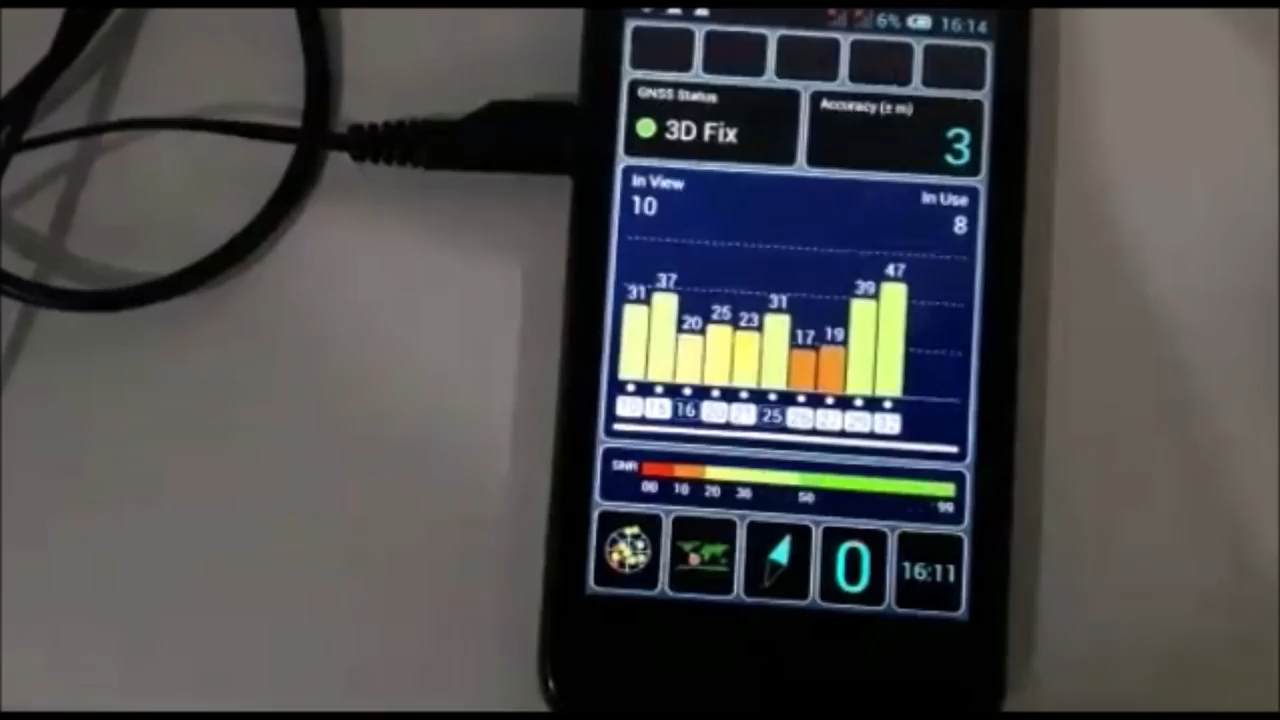 6% 16:14
GNSS Status
3D Fix
Accuracy (± m)
3
In View
10
In Use
8
31 37 20 25 23 31 17 19 39 47
16 25
SNR
00 10 20 30 50 99
0
16:11